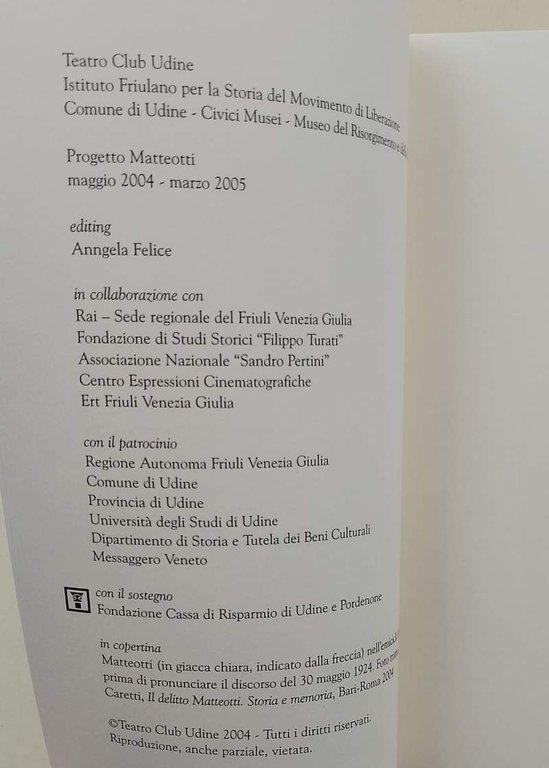 Teatro Club Udine
Istituto Friulano per la Storia del Movimento di Liberazione
Comune di Udine - Civici Musei - Museo del Risorgimento e
Progetto Matteotti
maggio 2004 - marzo 2005
editing
Anngela Felice
in collaborazione con
Rai – Sede regionale del Friuli Venezia Giulia
Fondazione di Studi Storici “Filippo Turati”
Associazione Nazionale “Sandro Pertini”
Centro Espressioni Cinematografiche
Ert Friuli Venezia Giulia
con il patrocinio
Regione Autonoma Friuli Venezia Giulia
Comune di Udine
Provincia di Udine
Università degli Studi di Udine
Dipartimento di Storia e Tutela dei Beni Culturali
Messaggero Veneto
con il sostegno
Fondazione Cassa di Risparmio di Udine e Pordenone
in copertina
Matteotti (in giacca chiara, indicato dalla freccia)
prima di pronunciare il discorso del 30 maggio 1924. Foto
Caretti, Il delitto Matteotti. Storia e memoria, Bari-Roma 2004
©Teatro Club Udine 2004 - Tutti i diritti riservati.
Riproduzione, anche parziale, vietata.